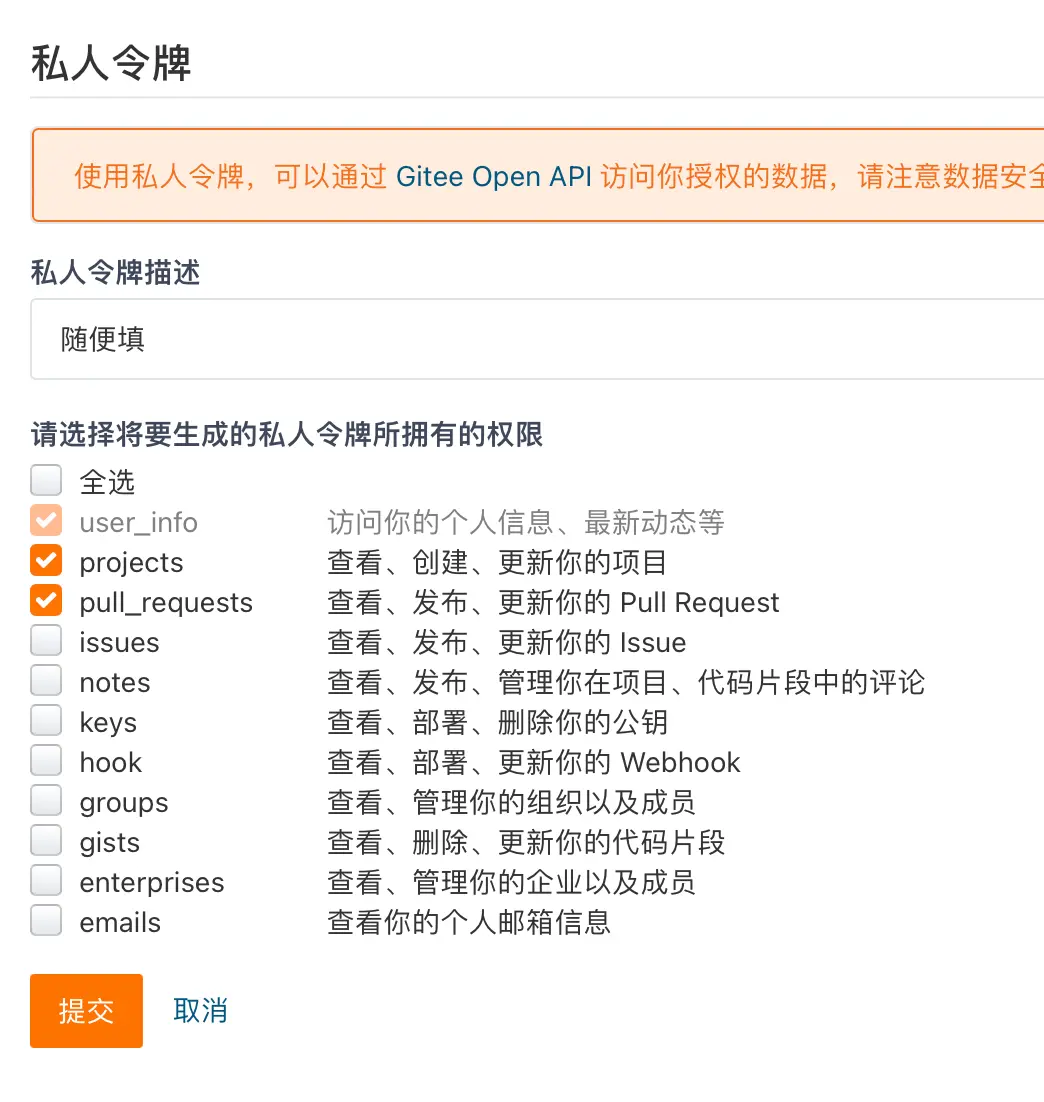 私人令牌
使用私人令牌，可以通过 Gitee Open API 访问你授权的数据，请注意数据安全
私人令牌描述
随便填
请选择将要生成的私人令牌所拥有的权限
全选
user_info 访问你的个人信息、最新动态等
projects 查看、创建、更新你的项目
pull_requests 查看、发布、更新你的 Pull Request
issues 查看、发布、更新你的 Issue
notes 查看、发布、管理你在项目、代码片段中的评论
keys 查看、部署、删除你的公钥
hook 查看、部署、更新你的 Webhook
groups 查看、管理你的组织以及成员
gists 查看、删除、更新你的代码片段
enterprises 查看、管理你的企业以及成员
emails 查看你的个人邮箱信息
提交 取消